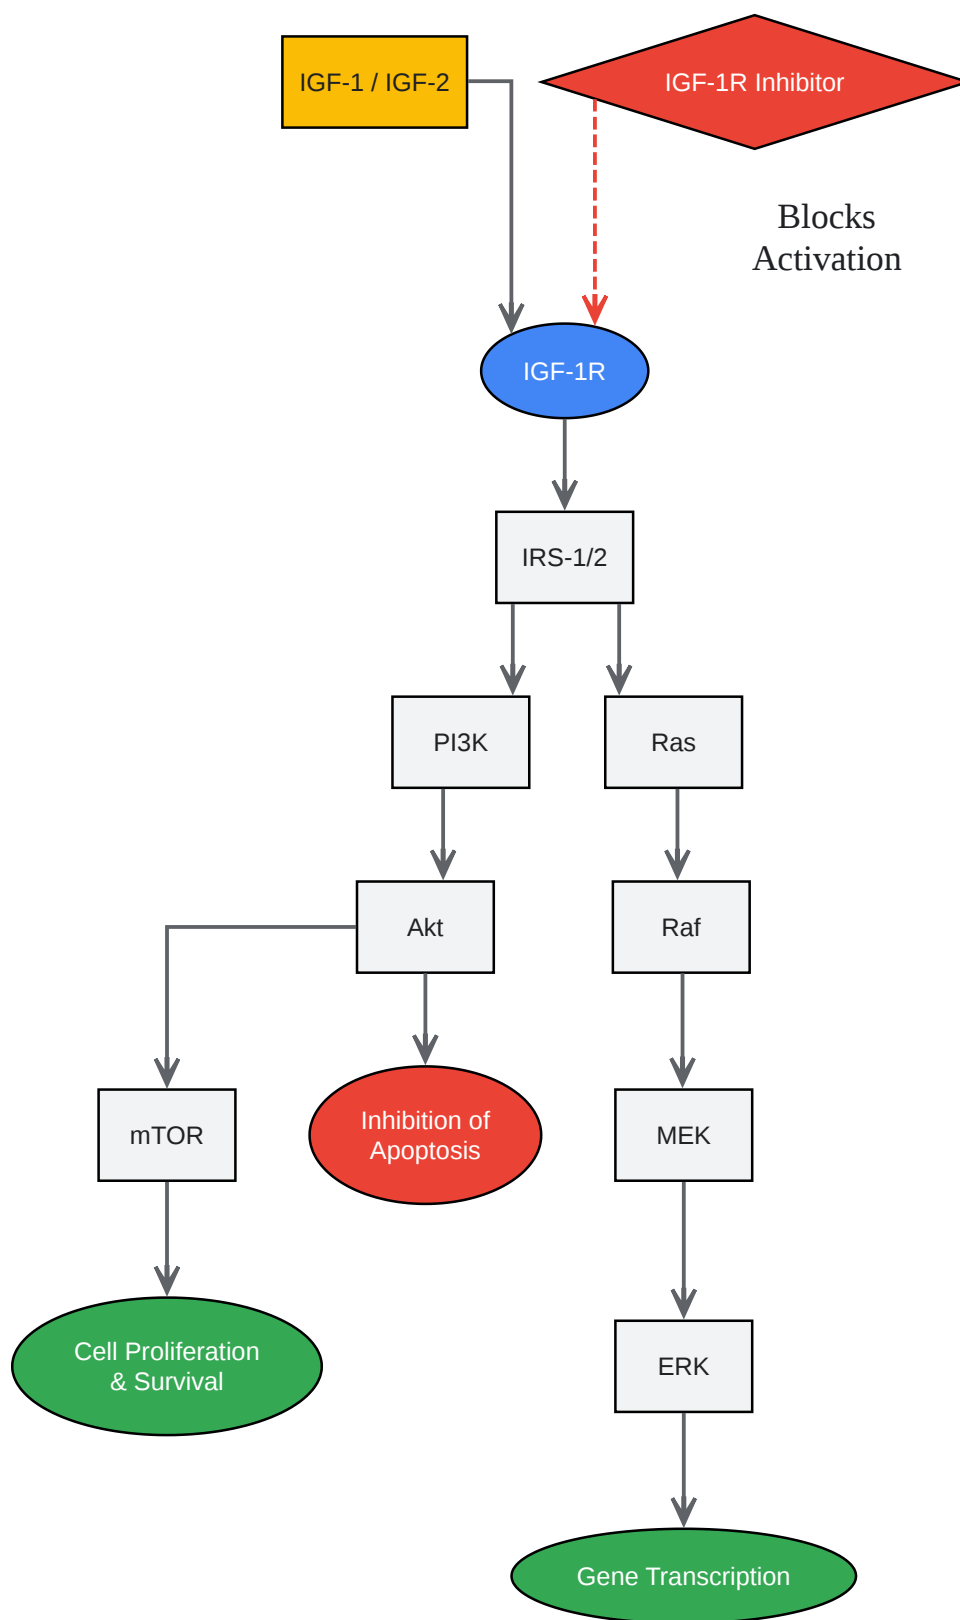 IGF-1 / IGF-2
IGF-1R Inhibitor
Blocks
Activation
IGF-1R
IRS-1/2
PI3K
Ras
Akt
Raf
mTOR
Inhibition of
Apoptosis
MEK
Cell Proliferation
& Survival
ERK
Gene Transcription